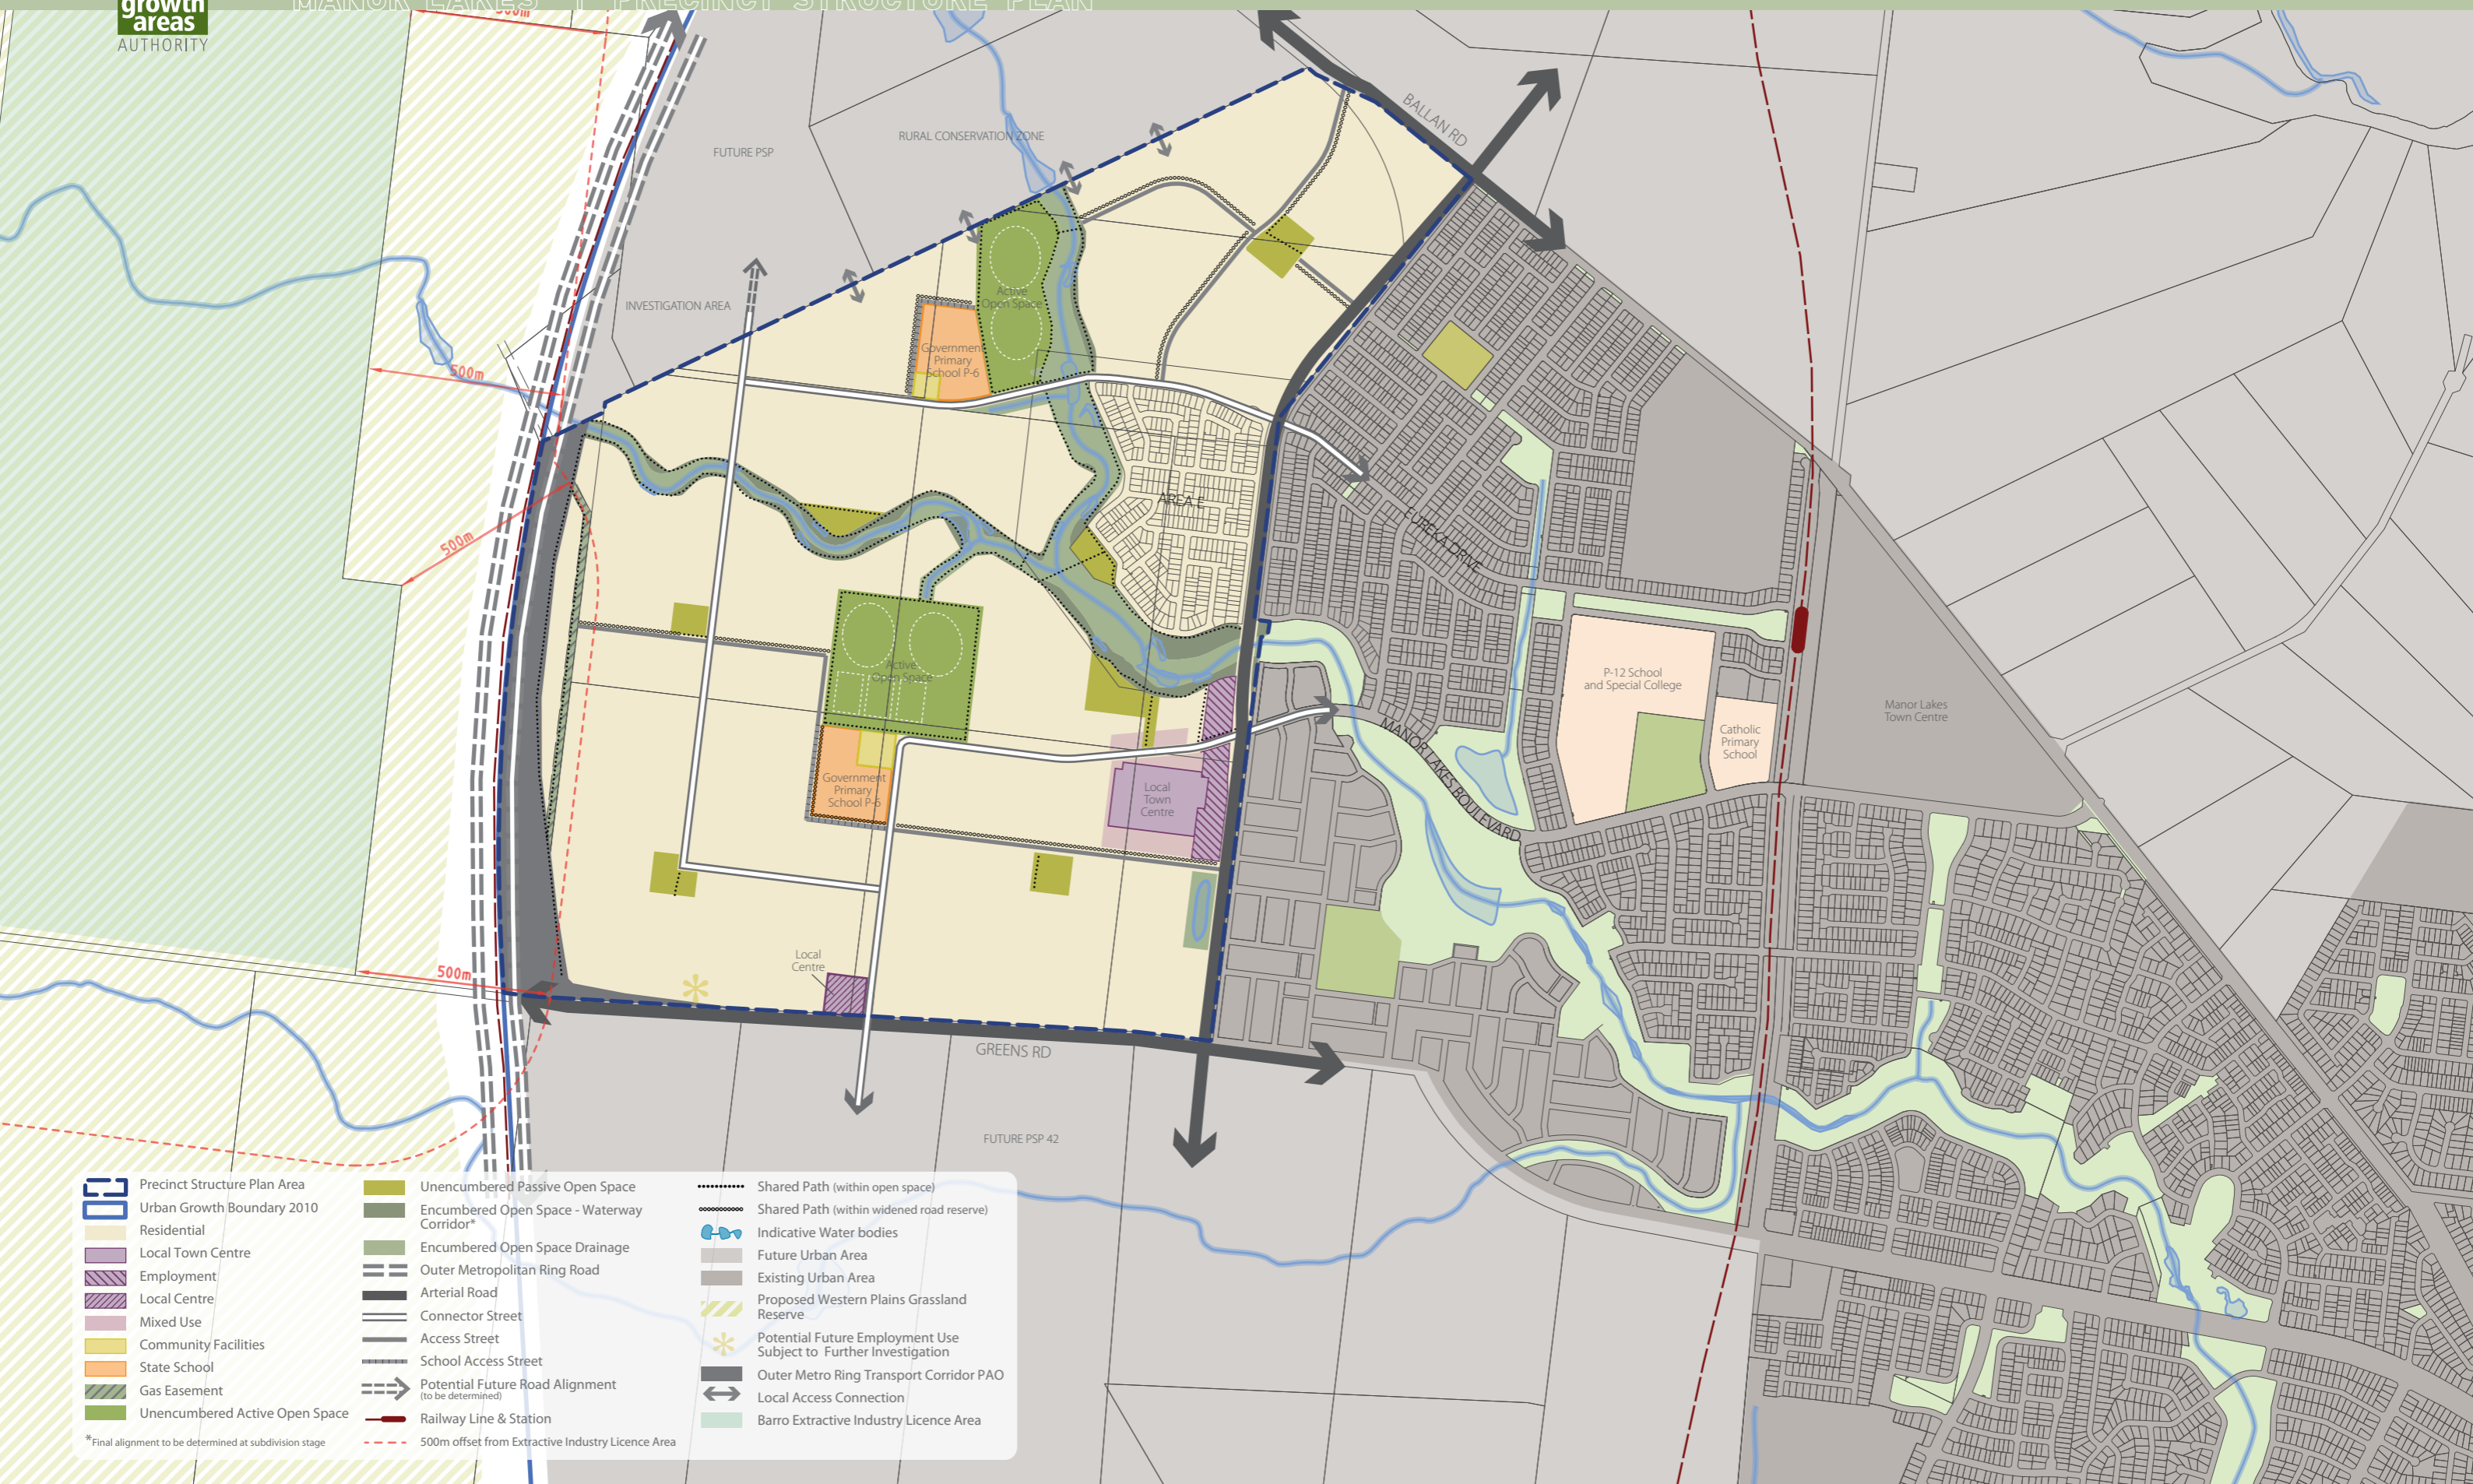 growth
areas
AUTHORITY
MANOR LAKES | PRECINCT STRUCTURE PLAN
500m
BALLAN RD
RURAL CONSERVATION ZONE
FUTURE PSP
INVESTIGATION AREA
Active
Open Space
Government
Primary
School P-6
500m
AREA E
EUREKA DRIVE
500m
P-12 School
and Special College
Active
Open Space
Manor Lakes
Town Centre
MANOR LAKES BOULEVARD
Catholic
Primary
School
Government
Primary
School P-6
Local
Town
Centre
Local
Centre
500m
GREENS RD
FUTURE PSP 42
Precinct Structure Plan Area
Urban Growth Boundary 2010
Residential
Local Town Centre
Employment
Local Centre
Mixed Use
Community Facilities
State School
Gas Easement
Unencumbered Active Open Space
*Final alignment to be determined at subdivision stage
Unencumbered Passive Open Space
Encumbered Open Space - Waterway
Corridor*
Encumbered Open Space Drainage
Outer Metropolitan Ring Road
Arterial Road
Connector Street
Access Street
School Access Street
Potential Future Road Alignment
(to be determined)
Railway Line & Station
500m offset from Extractive Industry Licence Area
Shared Path (within open space)
Shared Path (within widened road reserve)
Indicative Water bodies
Future Urban Area
Existing Urban Area
Proposed Western Plains Grassland
Reserve
Potential Future Employment Use
Subject to Further Investigation
Outer Metro Ring Transport Corridor PAO
Local Access Connection
Barro Extractive Industry Licence Area